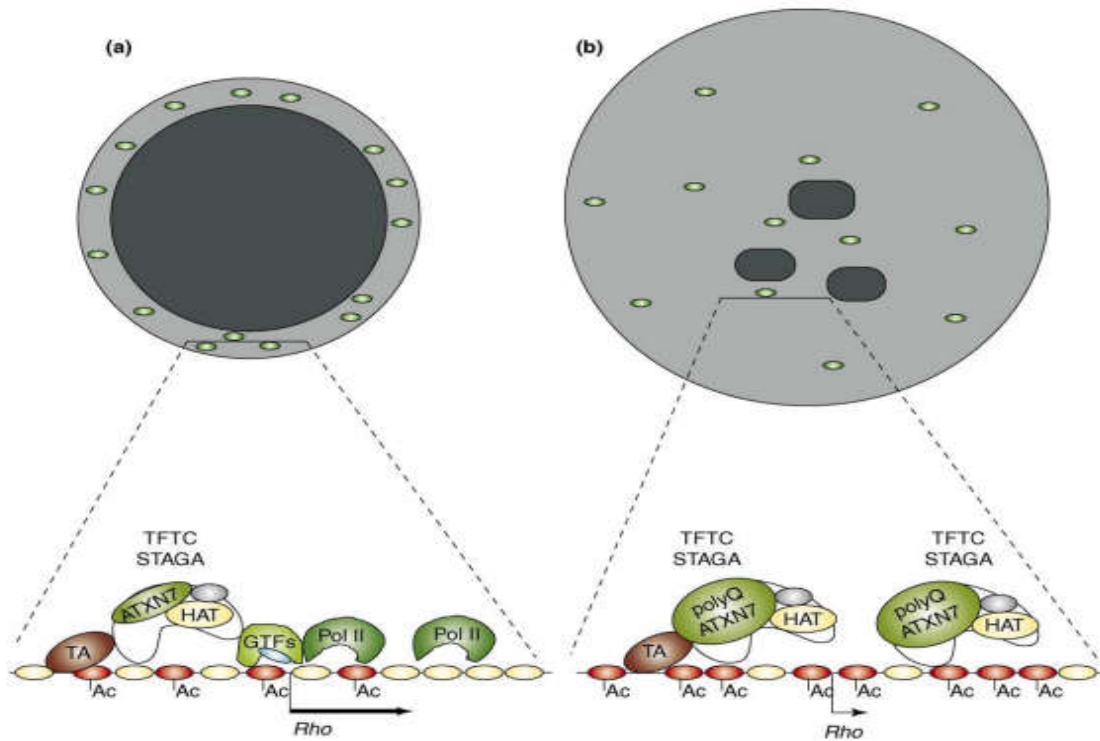 (a)
(b)
TFTC
STAGA
ATXN7
HAT
TA
GTFs
Pol II
Pol II
Ac
Ac
Ac
Ac
Rho
TFTC
STAGA
TFTC
STAGA
polyQ
ATXN7
HAT
polyQ
ATXN7
HAT
TA
Ac
Ac
Ac
Ac
Ac
Ac
Ac
Ac
Rho